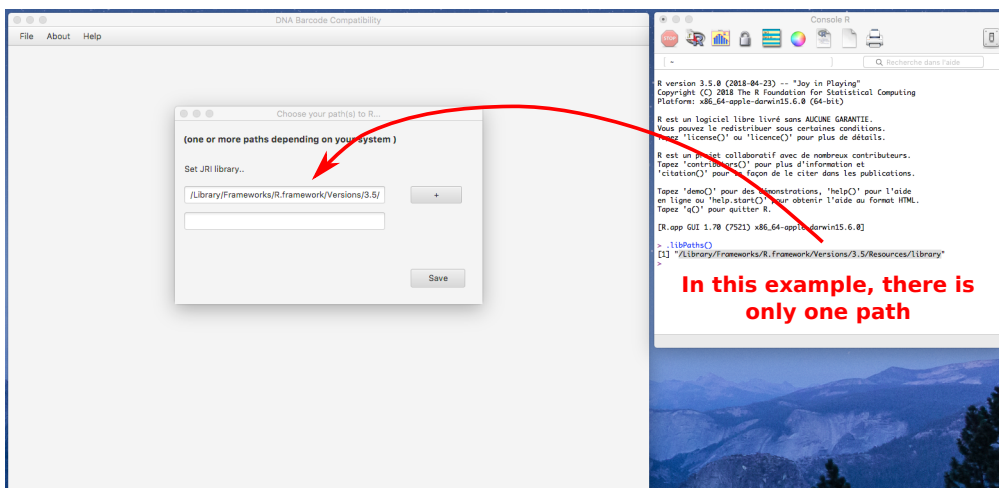 DNA Barcode Compatibility
File About Help
Choose your path(s) to R...
(one or more paths depending on your system )
Set JRI library..
/Library/Frameworks/R.framework/Versions/3.5/
+
Save
Console R
STOP
~
Recherche dans l'aide
R version 3.5.0 (2018-04-23) -- "Joy in Playing"
Copyright (C) 2018 The R Foundation for Statistical Computing
Platform: x86_64-apple-darwin15.6.0 (64-bit)
R est un logiciel libre livré sans AUCUNE GARANTIE.
Vous pouvez le redistribuer sous certaines conditions.
Tapez 'license()' ou 'licence()' pour plus de détails.
R est un projet collaboratif avec de nombreux contributeurs.
Tapez 'contributors()' pour plus d'information et
'citation()' pour la façon de le citer dans les publications.
Tapez 'demo()' pour des démonstrations, 'help()' pour l'aide
en ligne ou 'help.start()' pour obtenir l'aide au format HTML.
Tapez 'q()' pour quitter R.
[R.app GUI 1.70 (7521) x86_64-apple-darwin15.6.0]
> .libPaths()
[1] "/Library/Frameworks/R.framework/Versions/3.5/Resources/library"
>
In this example, there is
only one path